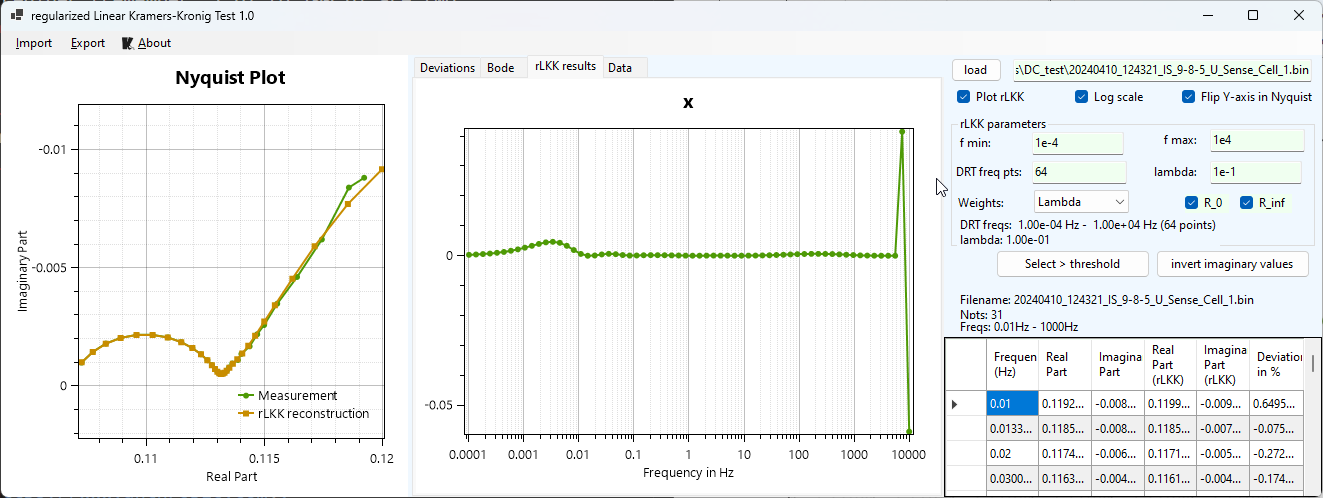 regularized Linear Kramers-Kronig Test 1.0
Import Export About
Nyquist Plot
-0.01
-0.005
0
Imaginary Part
0.11 0.115 0.12
Real Part
Measurement
rLKK reconstruction
Deviations Bode rLKK results Data
x
0
-0.05
0.0001 0.001 0.01 0.1 1 10 100 1000 10000
Frequency in Hz
load s\DC_test\20240410_124321_IS_9-8-5_U_Sense_Cell_1.bin
Plot rLKK Log scale Flip Y-axis in Nyquist
rLKK parameters
f min: 1e-4 f max: 1e4
DRT freq pts: 64 lambda: 1e-1
Weights: Lambda R_0 R_inf
DRT freqs: 1.00e-04 Hz - 1.00e+04 Hz (64 points)
lambda: 1.00e-01
Select > threshold invert imaginary values
Filename: 20240410_124321_IS_9-8-5_U_Sense_Cell_1.bin
Npts: 31
Freqs: 0.01Hz - 1000Hz
Frequen (Hz) Real Part Imagina Part Real Part (rLKK) Imagina Part (rLKK) Deviation in %
0.01 0.1192... -0.008... 0.1199... -0.009... 0.6495...
0.0133... 0.1185... -0.008... 0.1185... -0.007... -0.075...
0.02 0.1174... -0.006... 0.1171... -0.005... -0.272...
0.0300... 0.1163... -0.004... 0.1161... -0.004... -0.174...